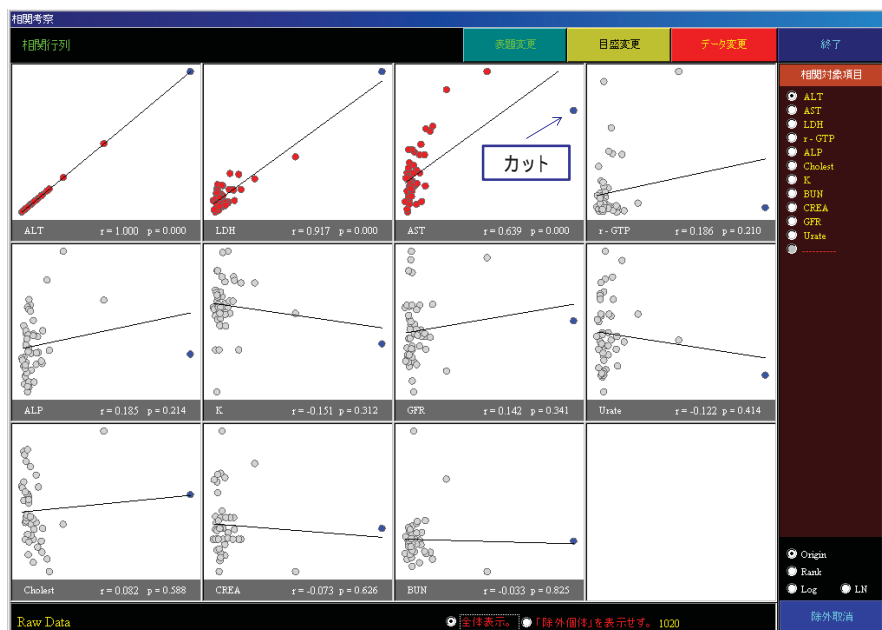 相関考察
相関行列 表題変更 目盛変更 データ変更 終了
相関対象項目
ALT
AST
LDH
r - GTP
ALP
Cholest
K
BUN
CREA
GFR
Urate
----------
カット
ALT r = 1.000 p = 0.000
LDH r = 0.917 p = 0.000
AST r = 0.639 p = 0.000
r - GTP r = 0.186 p = 0.210
ALP r = 0.185 p = 0.214
K r = -0.151 p = 0.312
GFR r = 0.142 p = 0.341
Urate r = -0.122 p = 0.414
Cholest r = 0.082 p = 0.588
CREA r = -0.073 p = 0.626
BUN r = -0.033 p = 0.825
Origin
Rank
Log LN
Raw Data 全体表示。 「除外個体」を表示せず。 1020 除外取消